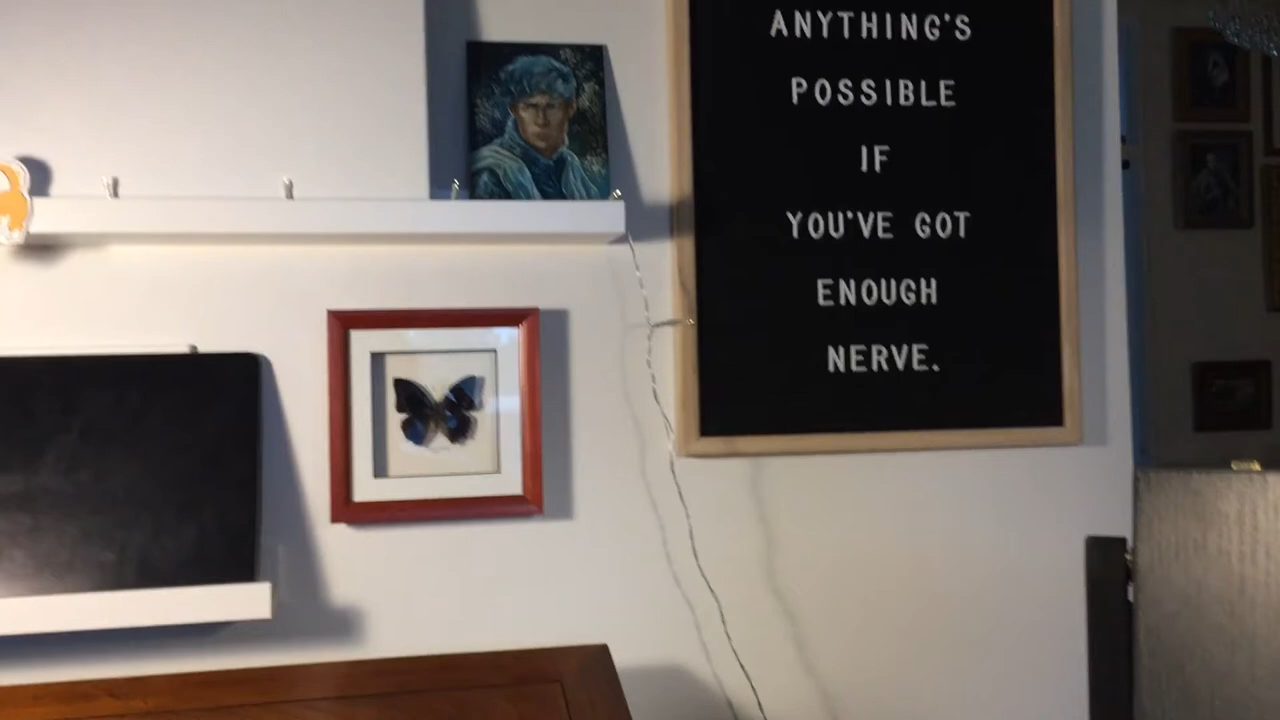 ANYTHING'S
POSSIBLE
IF
YOU'VE GOT
ENOUGH
NERVE.